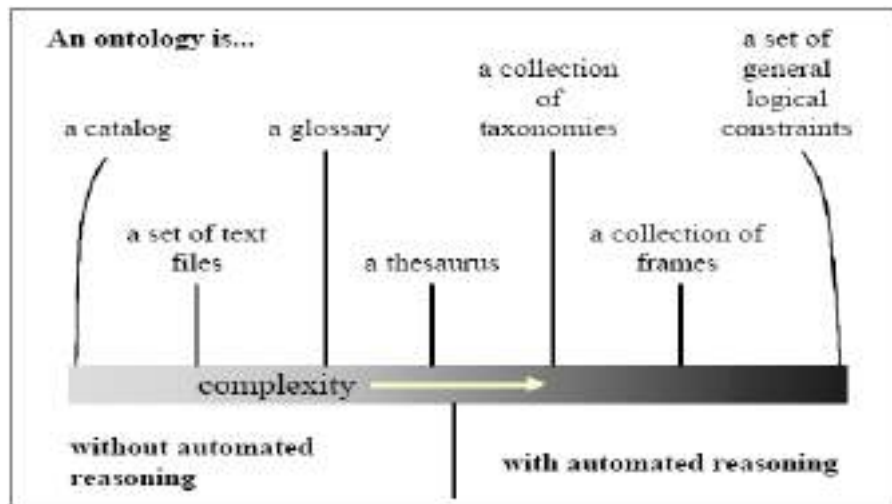 An ontology is...
a catalog
a set of text
files
a glossary
a thesaurus
a collection
of
taxonomies
a collection of
frames
a set of
general
logical
constraints
complexity
without automated
reasoning
with automated reasoning